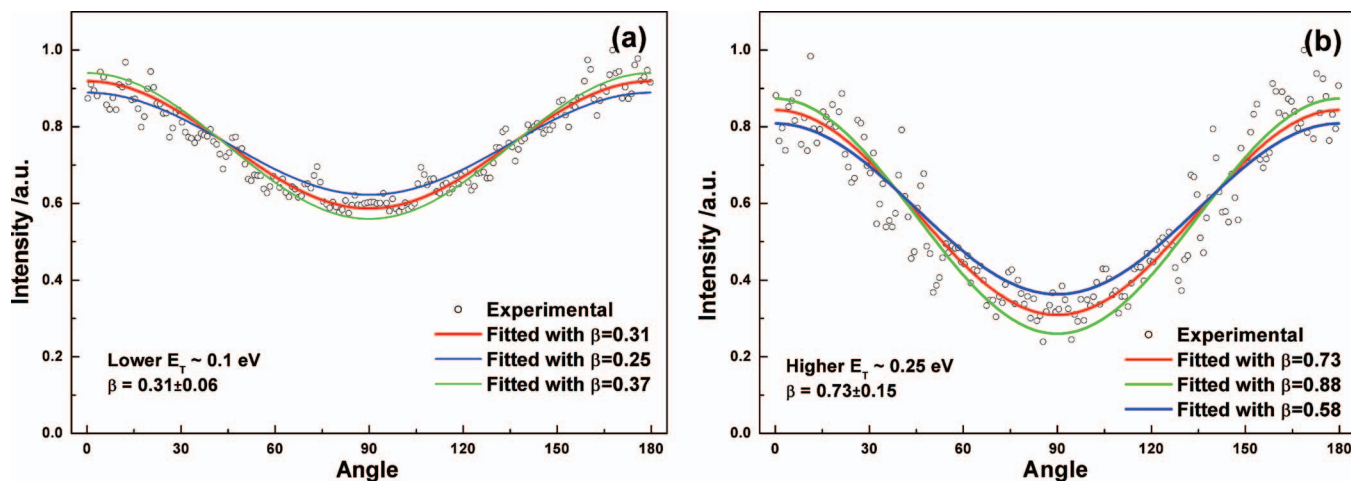 (a)
Intensity /a.u.
1.0
0.8
0.6
0.4
0.2
0.0
Experimental
Fitted with β=0.31
Fitted with β=0.25
Fitted with β=0.37
Lower E_T ~ 0.1 eV
β = 0.31±0.06
0 30 60 90 120 150 180
Angle
(b)
Intensity /a.u.
1.0
0.8
0.6
0.4
0.2
0.0
Experimental
Fitted with β=0.73
Fitted with β=0.88
Fitted with β=0.58
Higher E_T ~ 0.25 eV
β = 0.73±0.15
0 30 60 90 120 150 180
Angle